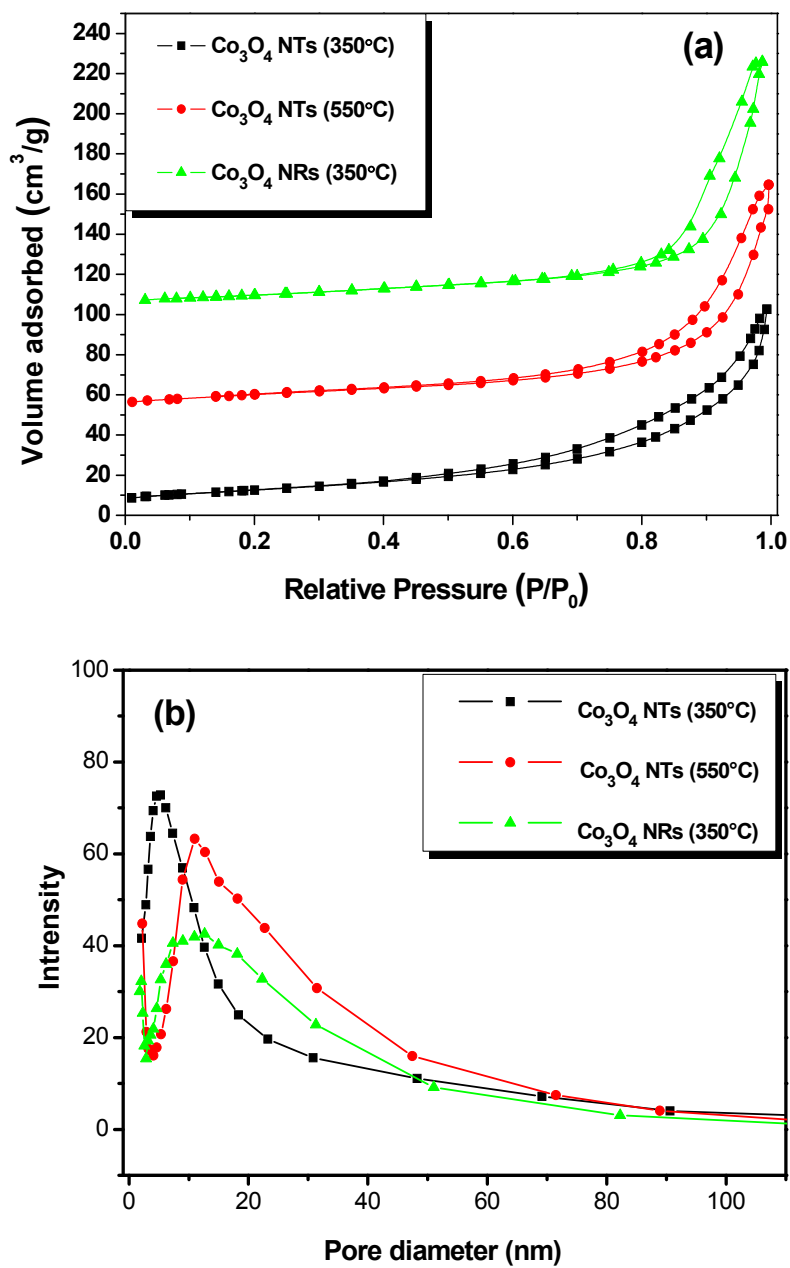 (a)
Co₃O₄ NTs (350°C)
Co₃O₄ NTs (550°C)
Co₃O₄ NRs (350°C)
Volume adsorbed (cm³/g)
240
220
200
180
160
140
120
100
80
60
40
20
0
0.0 0.2 0.4 0.6 0.8 1.0
Relative Pressure (P/P₀)
(b)
Co₃O₄ NTs (350°C)
Co₃O₄ NTs (550°C)
Co₃O₄ NRs (350°C)
Intrensity
100
80
60
40
20
0
0 20 40 60 80 100
Pore diameter (nm)